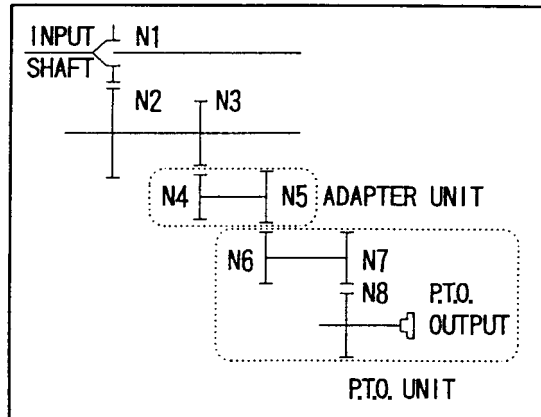 INPUT N1
SHAFT
N2 N3
N4 N5 ADAPTER UNIT
N6 N7
N8 P.T.O.
OUTPUT
P.T.O. UNIT